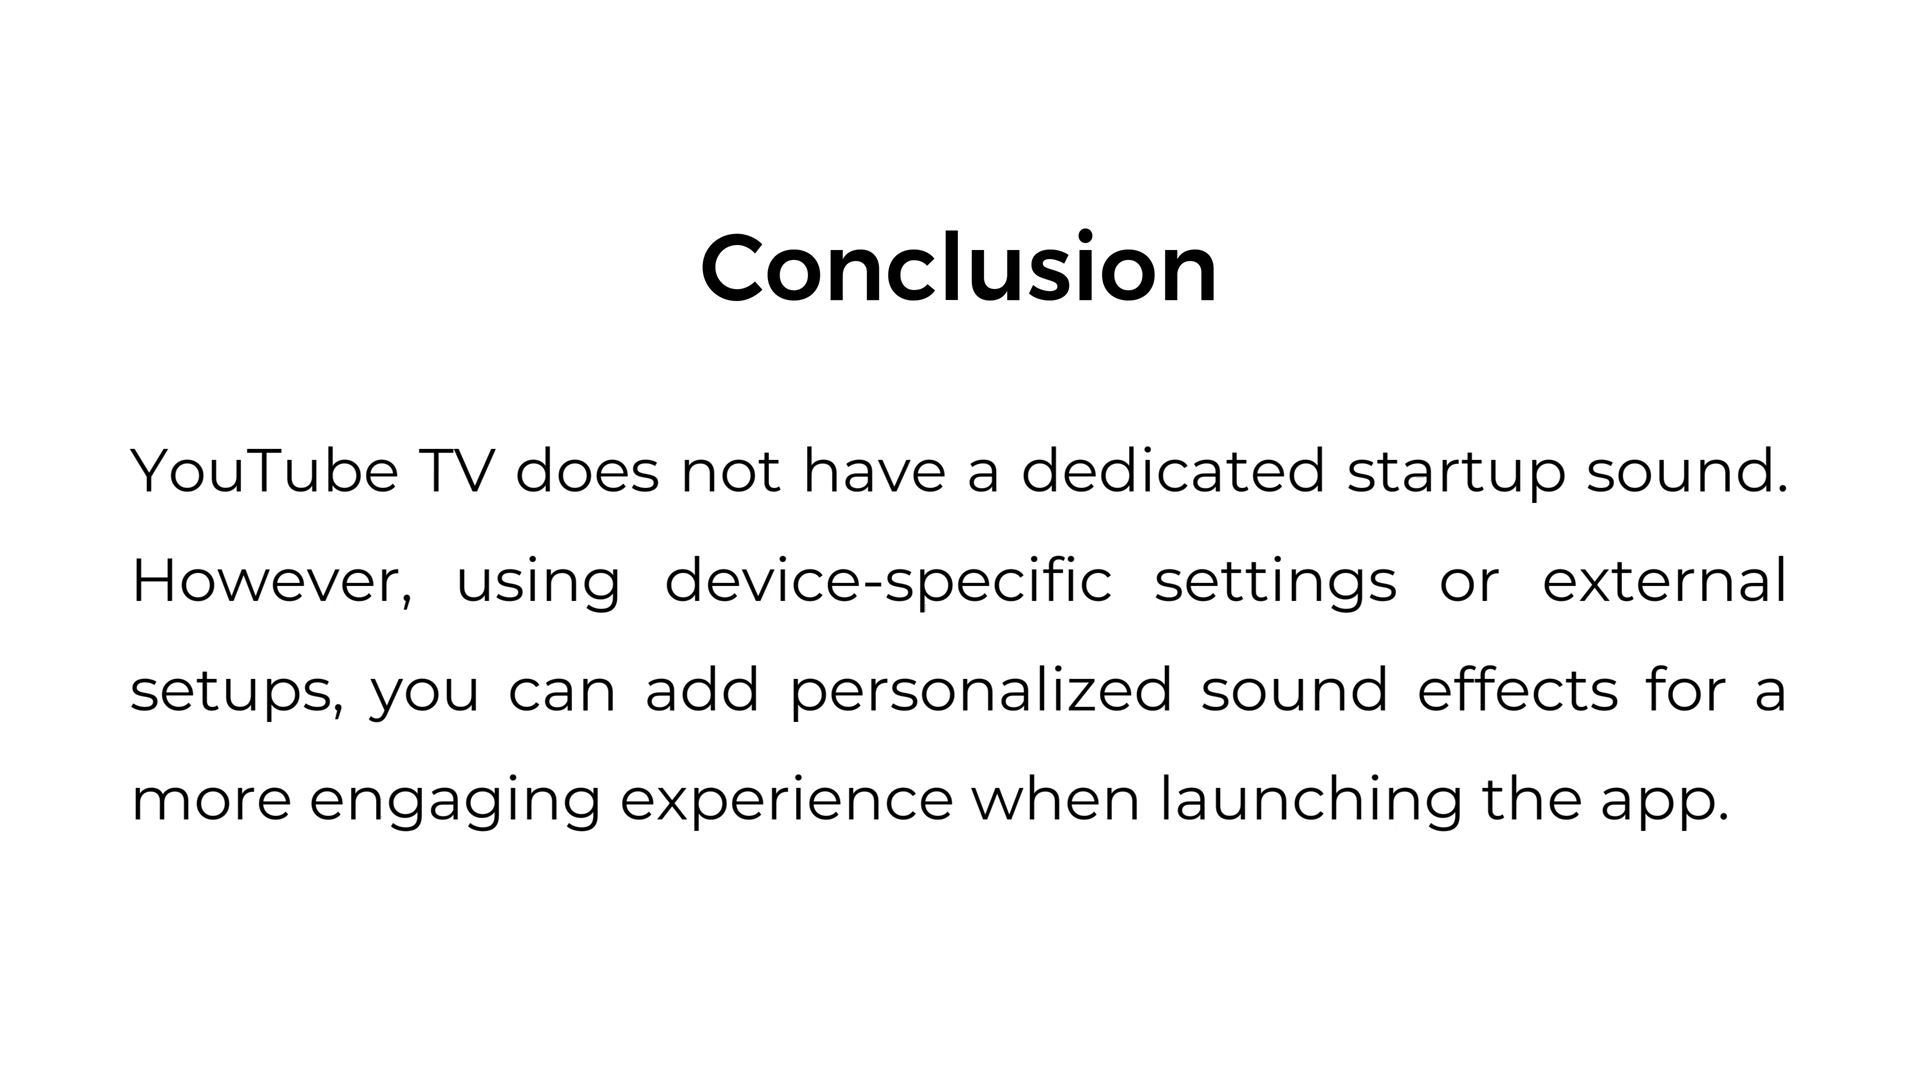 Conclusion
YouTube TV does not have a dedicated startup sound.
However, using device-specific settings or external
setups, you can add personalized sound effects for a
more engaging experience when launching the app.